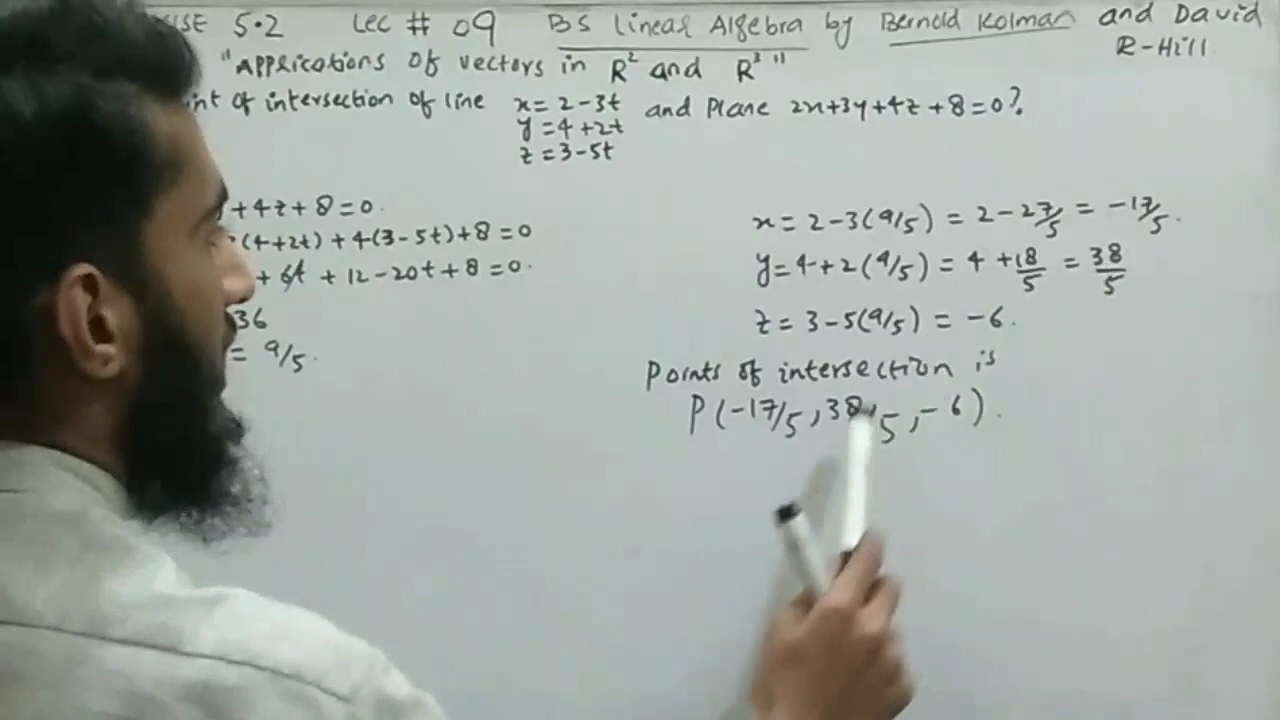 5.2 Lec # 09 BS Linear Algebra by Bernold Kolman and David
R-Hill
"Applications of vectors in R² and R³"
of intersection of line x = 2-3t and Plane 2x+3y+4z+8=0?
y = 4+2t
z = 3-5t
+4z+8=0.
(4+2t)+4(3-5t)+8=0
+6t+12-20t+8=0.
36
= 9/5.
x = 2-3(9/5) = 2-27/5 = -17/5.
y = 4+2(9/5) = 4+18/5 = 38/5
z = 3-5(9/5) = -6.
Points of intersection is
P(-17/5, 38/5, -6).